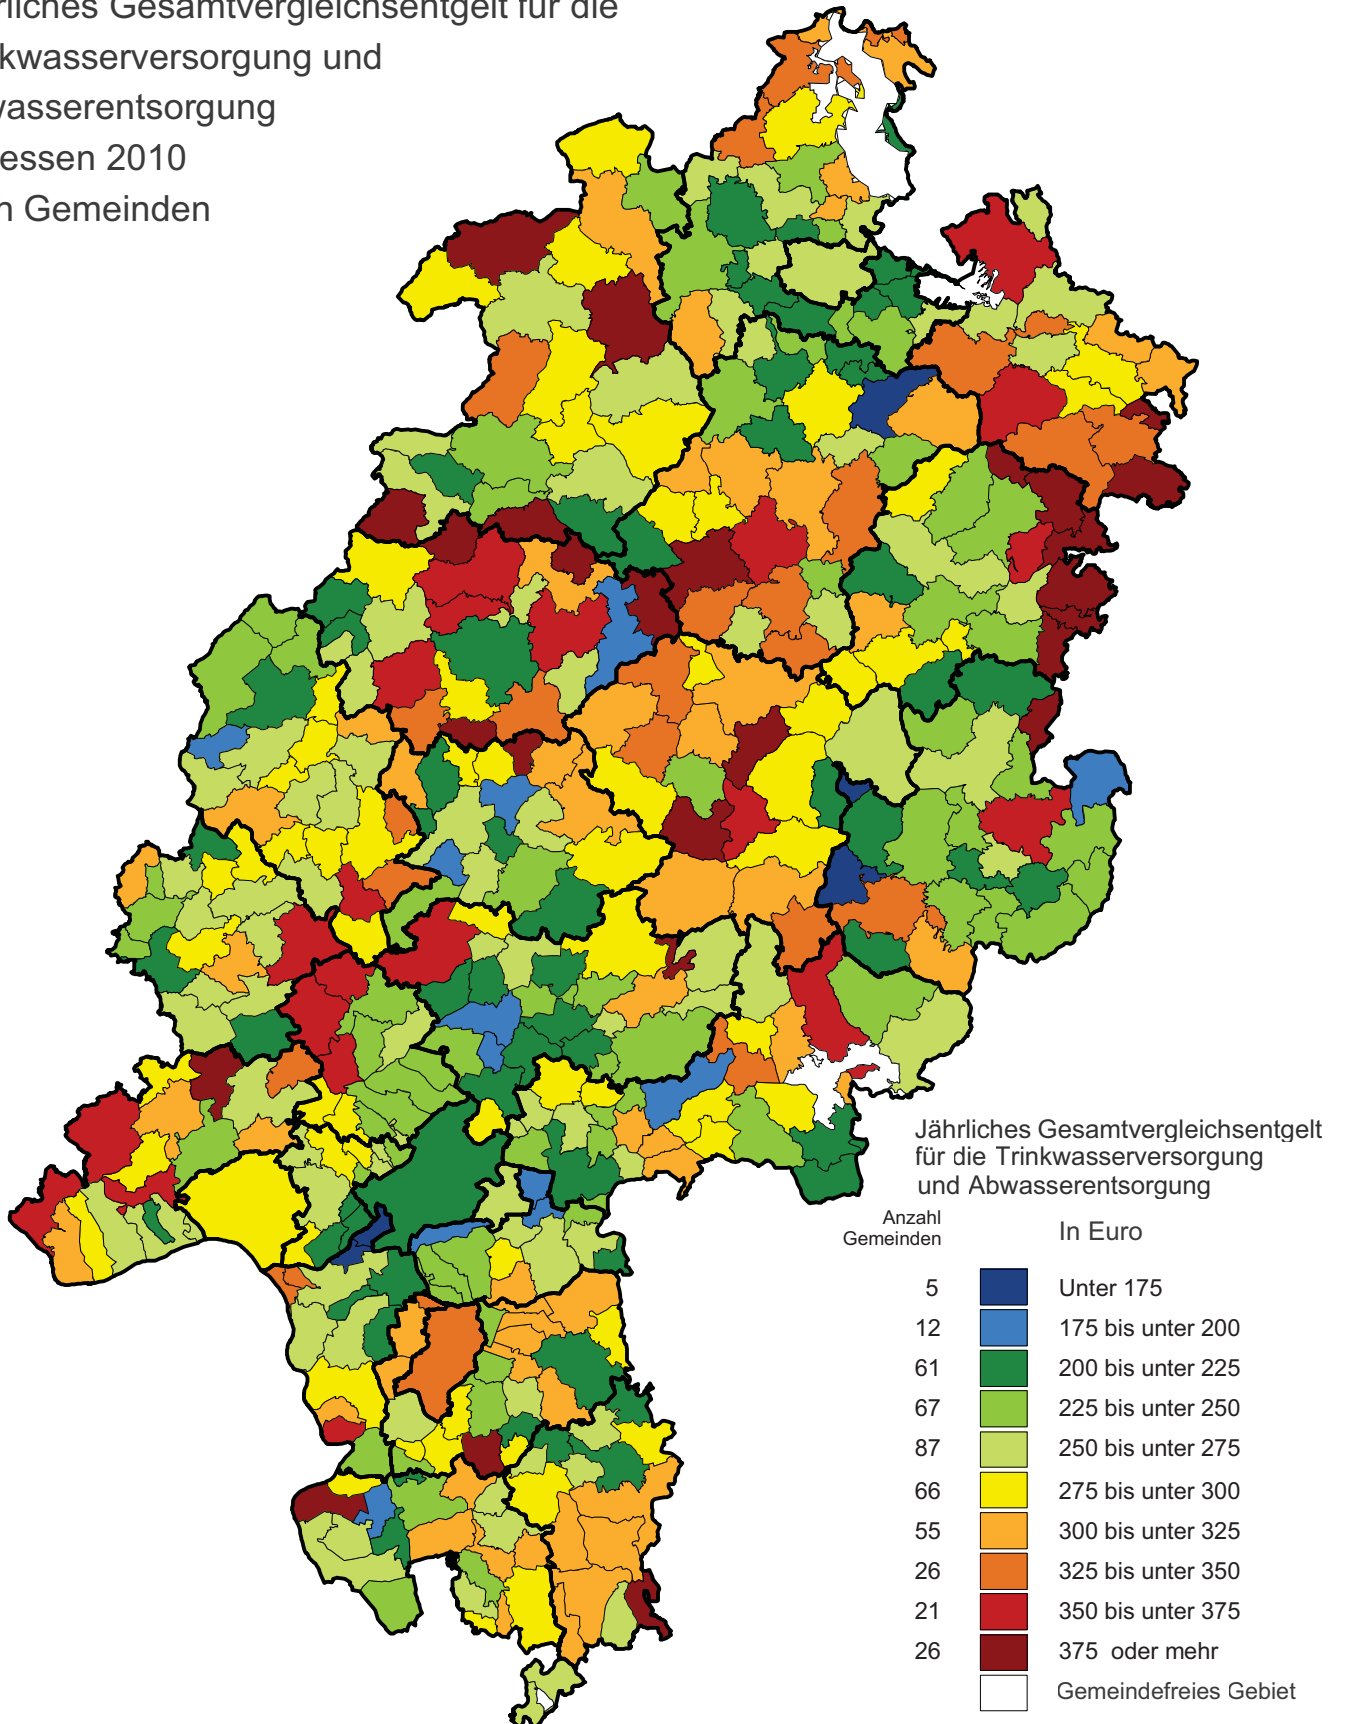 rliches Gesamtvergleichsentgelt für die
kwasserversorgung und
wasserentsorgung
essen 2010
n Gemeinden
Jährliches Gesamtvergleichsentgelt
für die Trinkwasserversorgung
und Abwasserentsorgung
Anzahl
Gemeinden
In Euro
5 Unter 175
12 175 bis unter 200
61 200 bis unter 225
67 225 bis unter 250
87 250 bis unter 275
66 275 bis unter 300
55 300 bis unter 325
26 325 bis unter 350
21 350 bis unter 375
26 375 oder mehr
Gemeindefreies Gebiet